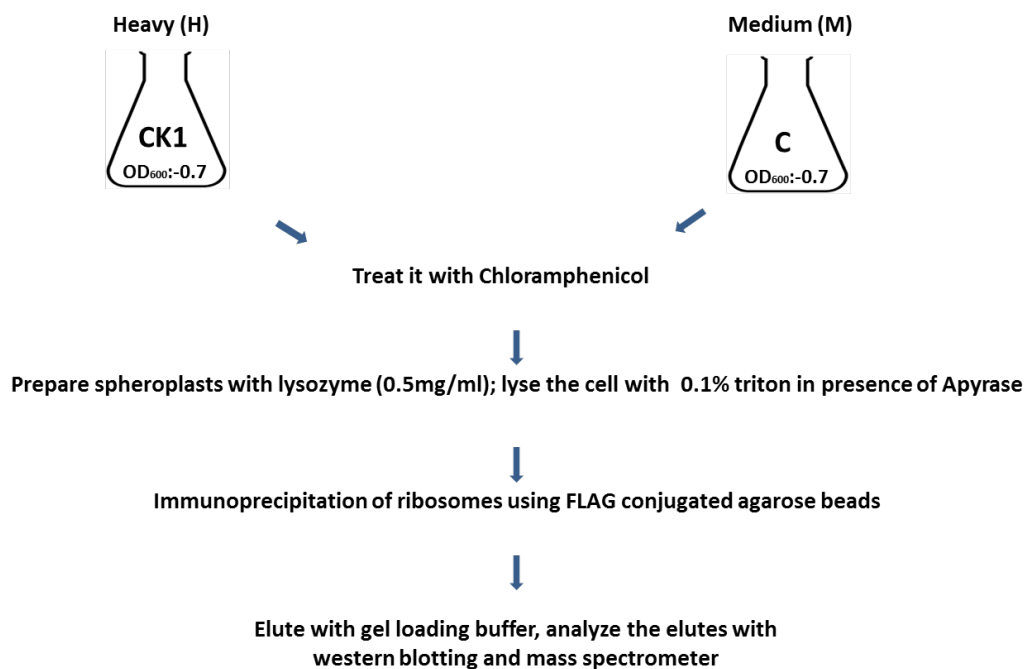 Heavy (H)
Medium (M)
CK1
OD600:-0.7
C
OD600:-0.7
Treat it with Chloramphenicol
Prepare spheroplasts with lysozyme (0.5mg/ml); lyse the cell with 0.1% triton in presence of Apyrase
Immunoprecipitation of ribosomes using FLAG conjugated agarose beads
Elute with gel loading buffer, analyze the elutes with
western blotting and mass spectrometer